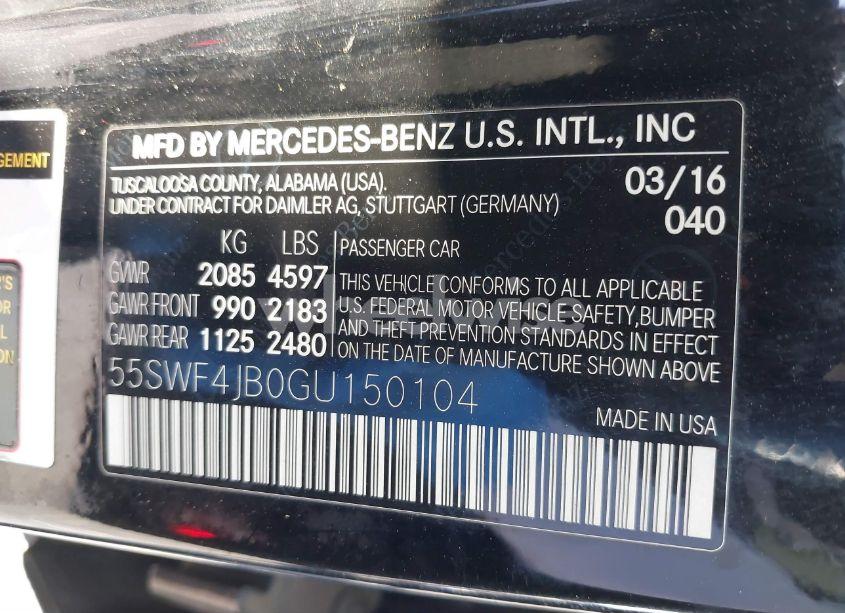 GEMENT
MFD BY MERCEDES-BENZ U.S. INTL., INC
TUSCALOOSA COUNTY, ALABAMA (USA).
UNDER CONTRACT FOR DAIMLER AG, STUTTGART (GERMANY)
03/16
040
KG LBS
GVWR 2085 4597
GAWR FRONT 990 2183
GAWR REAR 1125 2480
PASSENGER CAR
THIS VEHICLE CONFORMS TO ALL APPLICABLE
U.S. FEDERAL MOTOR VEHICLE SAFETY,BUMPER
AND THEFT PREVENTION STANDARDS IN EFFECT
ON THE DATE OF MANUFACTURE SHOWN ABOVE
55SWF4JB0GU150104
MADE IN USA